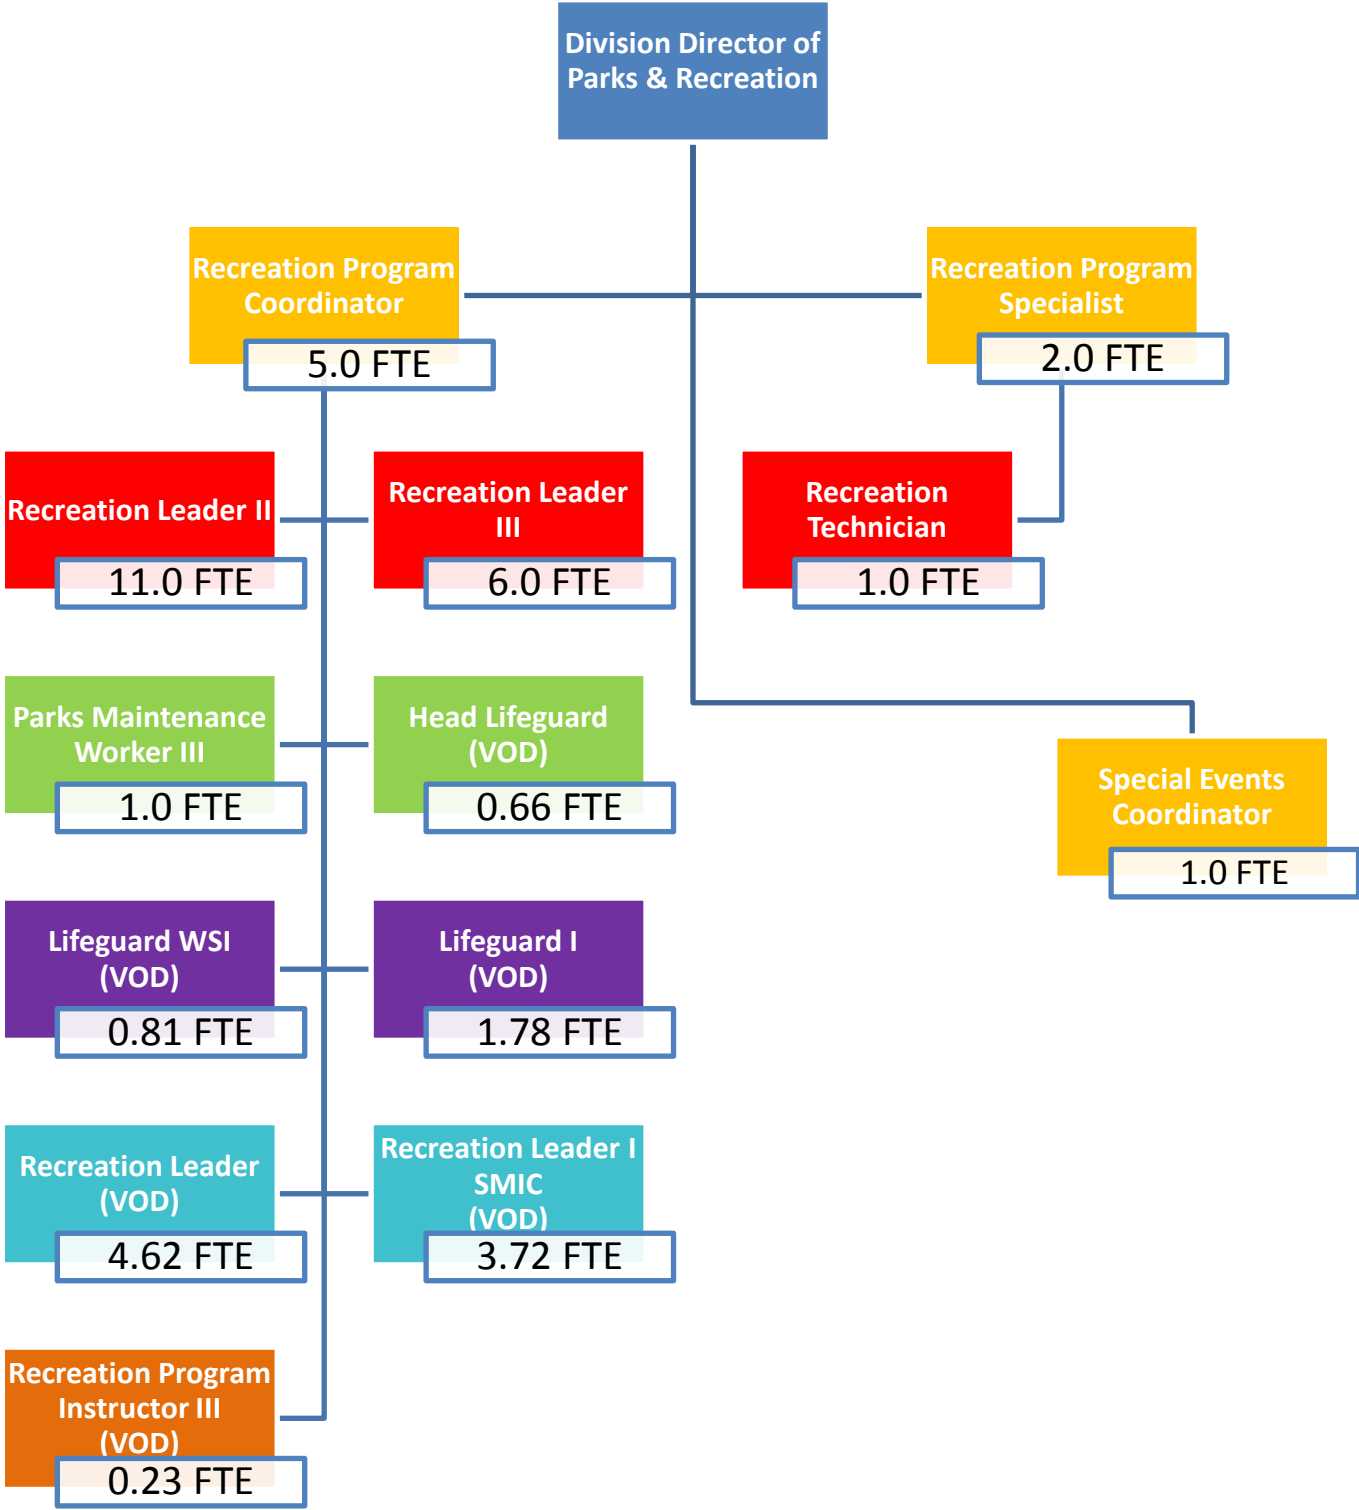 Division Director of
Parks & Recreation
Recreation Program
Coordinator
5.0 FTE
Recreation Program
Specialist
2.0 FTE
Recreation Leader II
11.0 FTE
Recreation Leader
III
6.0 FTE
Recreation
Technician
1.0 FTE
Parks Maintenance
Worker III
1.0 FTE
Head Lifeguard
(VOD)
0.66 FTE
Special Events
Coordinator
1.0 FTE
Lifeguard WSI
(VOD)
0.81 FTE
Lifeguard I
(VOD)
1.78 FTE
Recreation Leader
(VOD)
4.62 FTE
Recreation Leader I
SMIC
(VOD)
3.72 FTE
Recreation Program
Instructor III
(VOD)
0.23 FTE